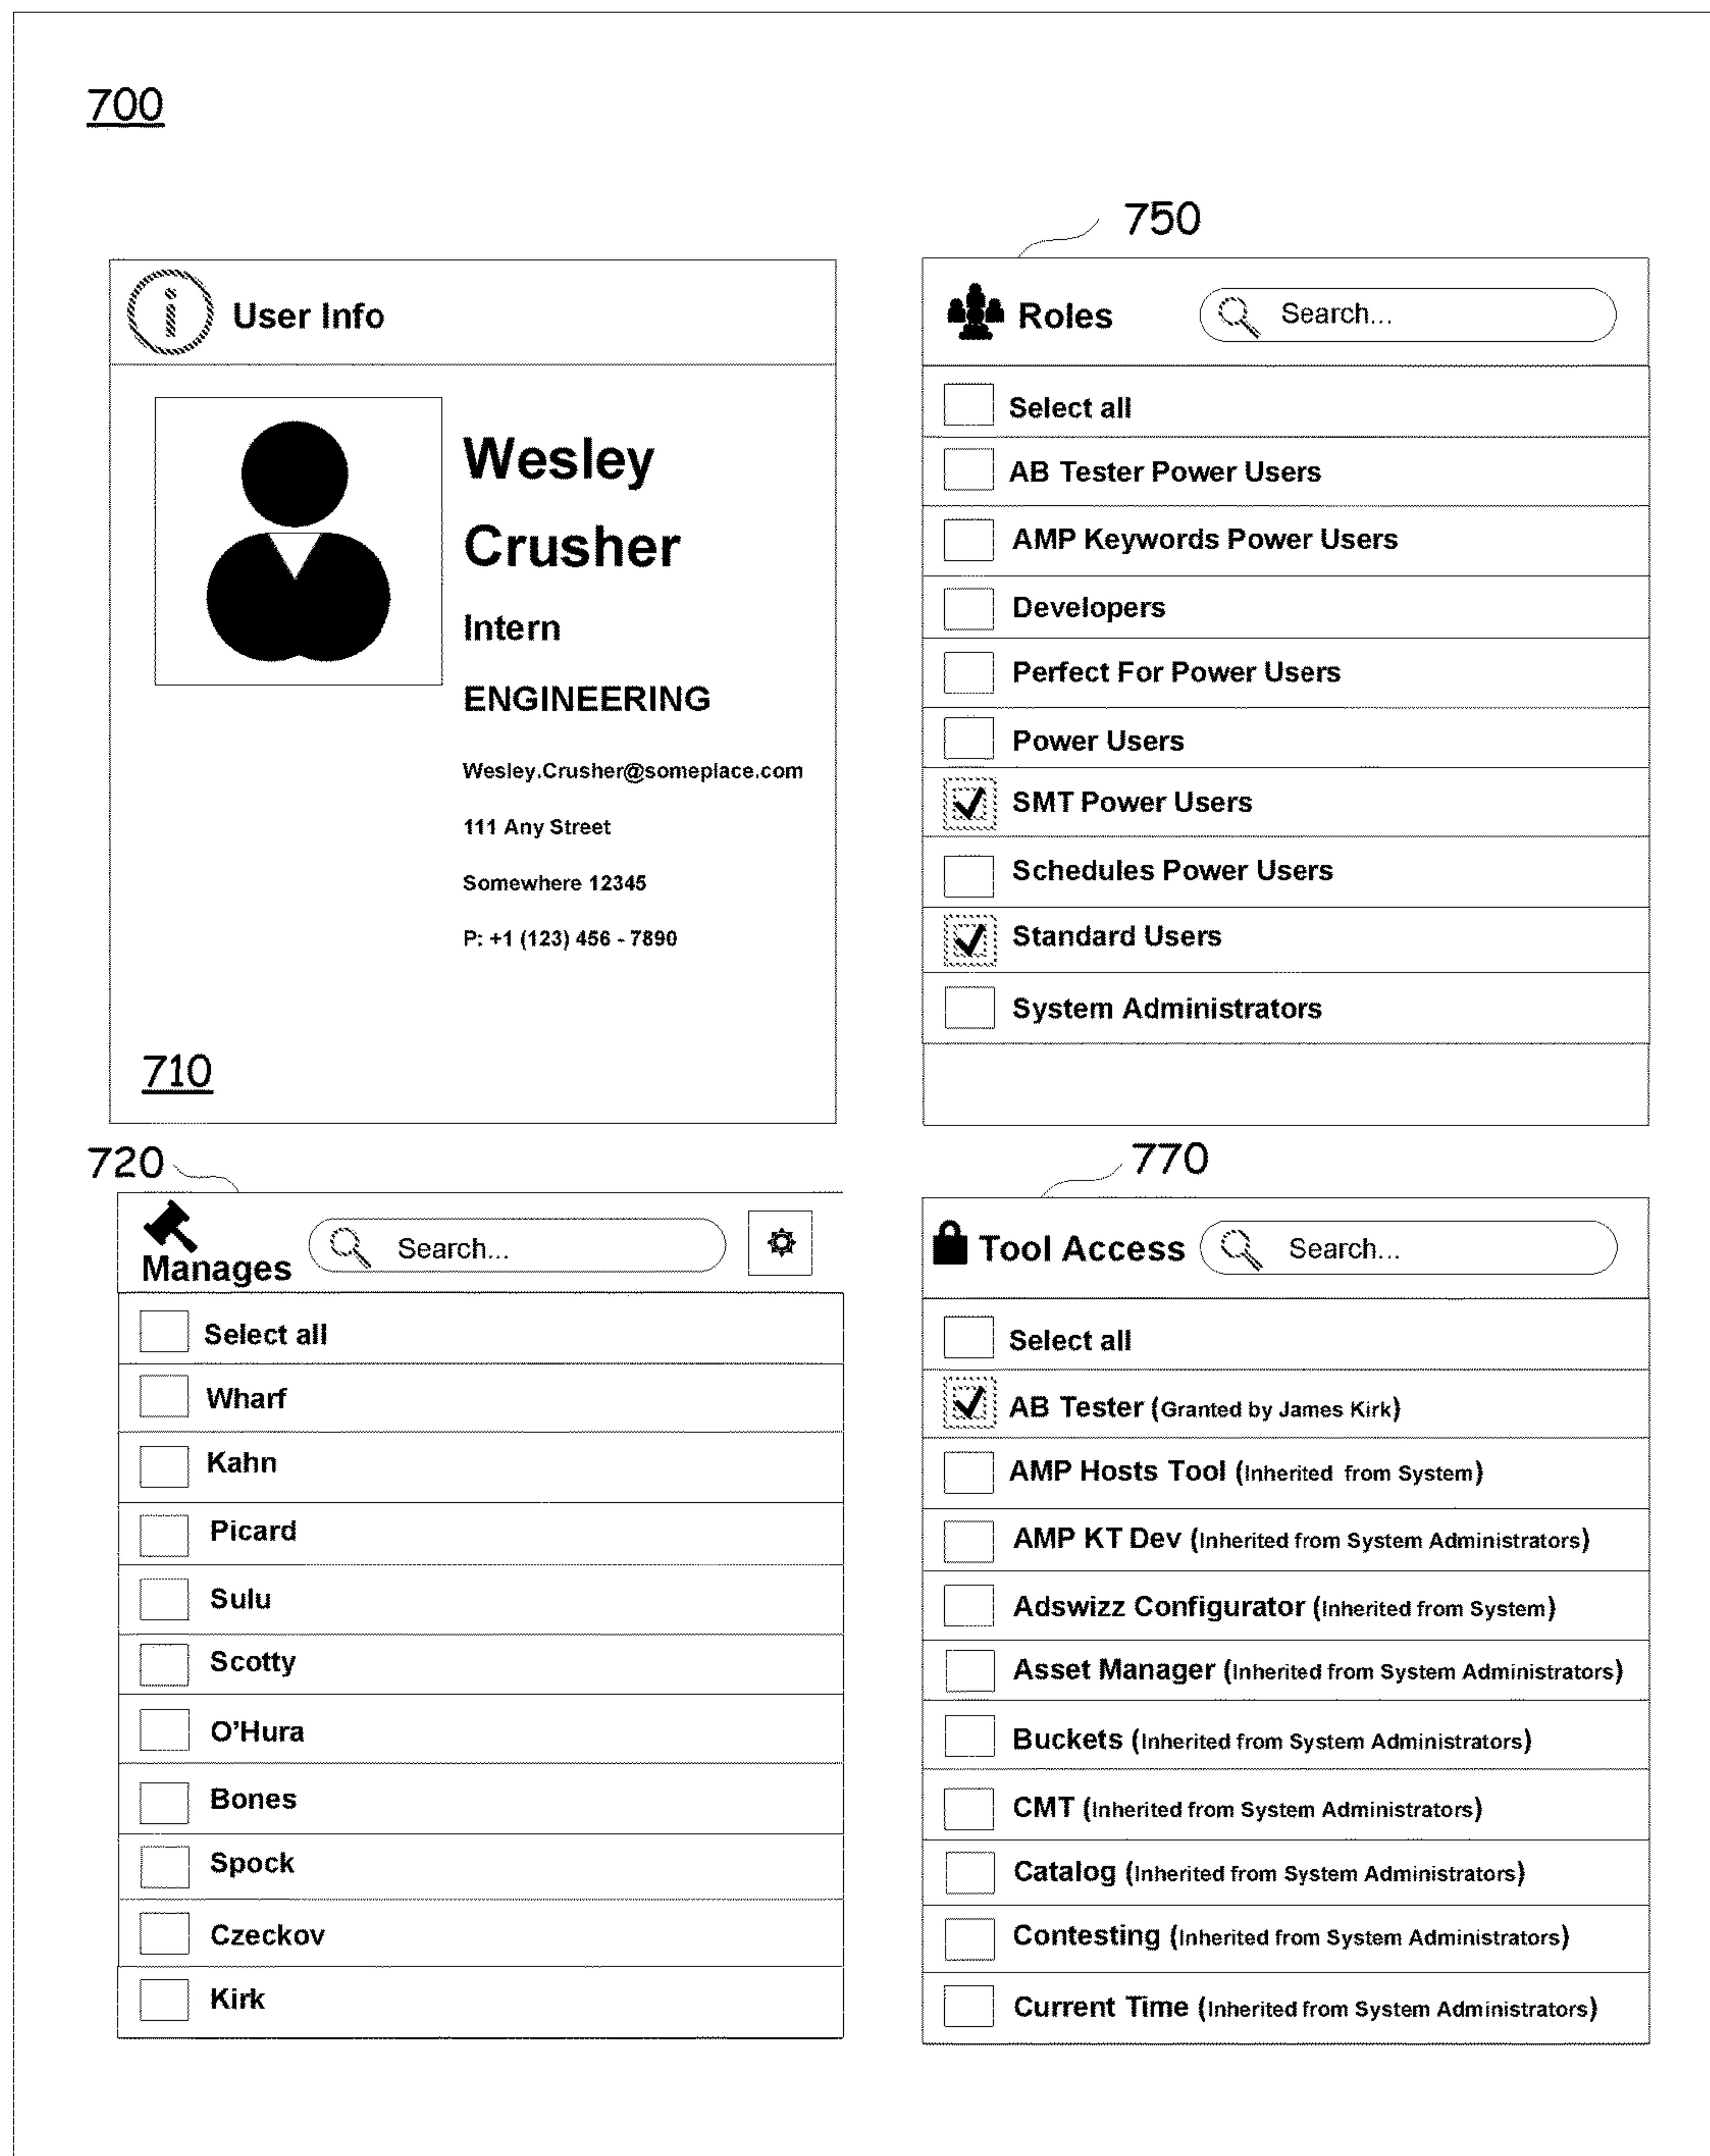 700
User Info
Wesley
Crusher
Intern
ENGINEERING
Wesley.Crusher@someplace.com
111 Any Street
Somewhere 12345
P: +1 (123) 456 - 7890
710
750
Roles
Search...
Select all
AB Tester Power Users
AMP Keywords Power Users
Developers
Perfect For Power Users
Power Users
SMT Power Users
Schedules Power Users
Standard Users
System Administrators
720
Manages
Search...
Select all
Wharf
Kahn
Picard
Sulu
Scotty
O'Hura
Bones
Spock
Czeckov
Kirk
770
Tool Access
Search...
Select all
AB Tester (Granted by James Kirk)
AMP Hosts Tool (Inherited from System)
AMP KT Dev (Inherited from System Administrators)
Adswizz Configurator (Inherited from System)
Asset Manager (Inherited from System Administrators)
Buckets (Inherited from System Administrators)
CMT (Inherited from System Administrators)
Catalog (Inherited from System Administrators)
Contesting (Inherited from System Administrators)
Current Time (Inherited from System Administrators)